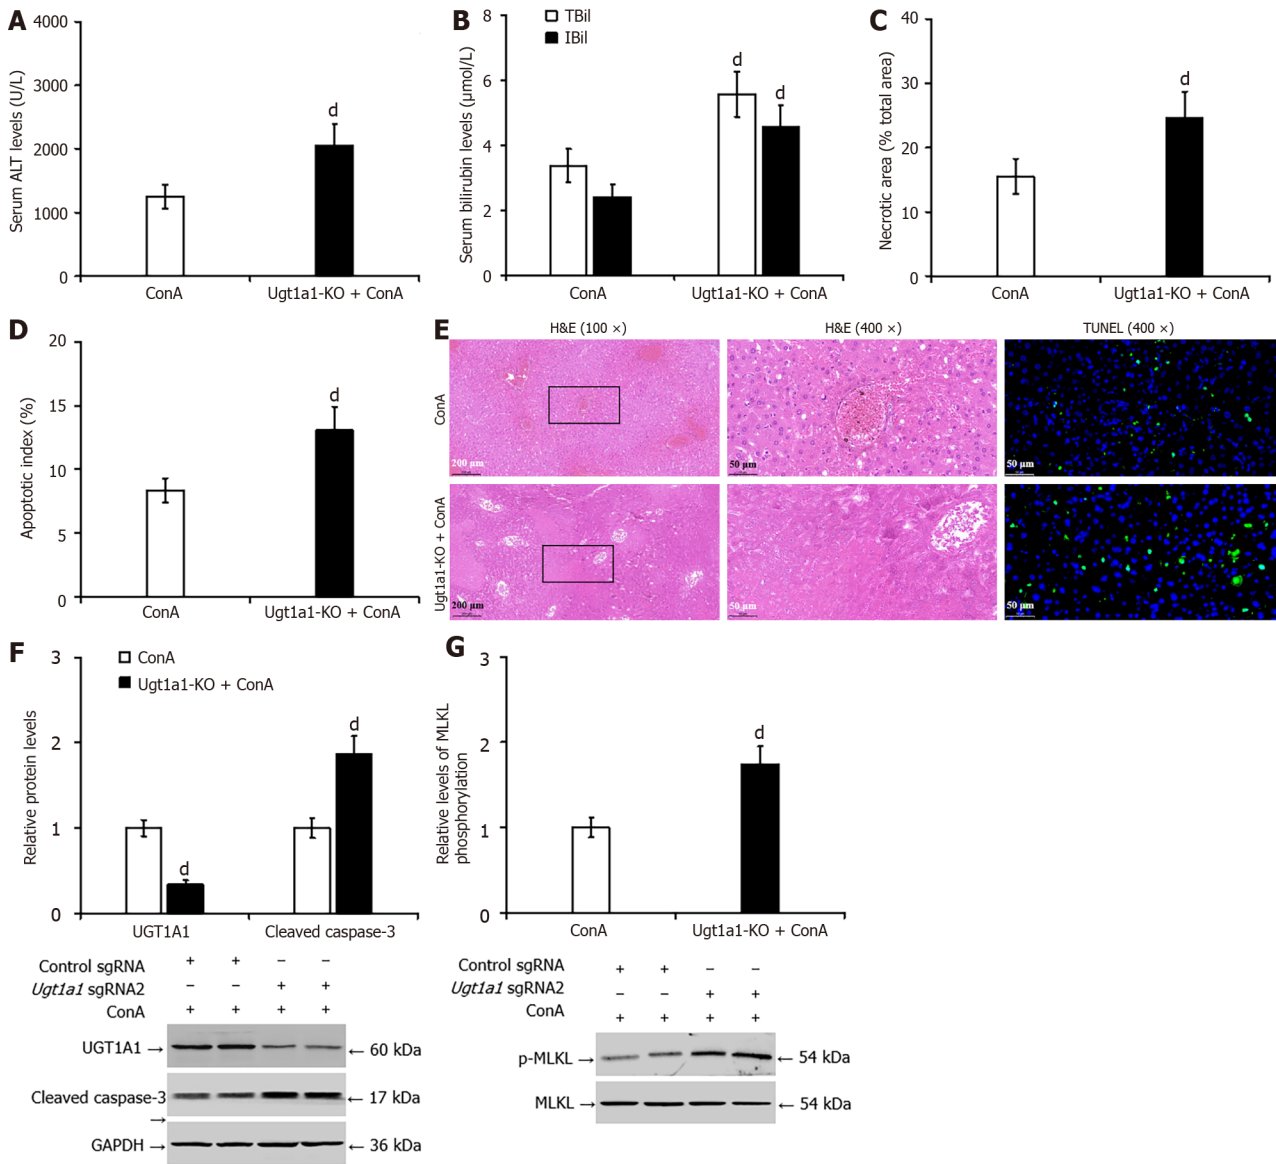 A
4000
3000
2000
1000
0
Serum ALT levels (U/L)
d
ConA
Ugt1a1-KO + ConA
B
8
6
4
2
0
Serum bilirubin levels (µmol/L)
TBil
IBil
d
d
ConA
Ugt1a1-KO + ConA
C
40
30
20
10
0
Necrotic area (% total area)
d
ConA
Ugt1a1-KO + ConA
D
20
15
10
5
0
Apoptotic index (%)
d
ConA
Ugt1a1-KO + ConA
E
H&E (100 ×)
H&E (400 ×)
TUNEL (400 ×)
ConA
200 µm
50 µm
50 µm
Ugt1a1-KO + ConA
200 µm
50 µm
50 µm
F
3
2
1
0
Relative protein levels
ConA
Ugt1a1-KO + ConA
d
d
UGT1A1
Cleaved caspase-3
Control sgRNA + + – –
Ugt1a1 sgRNA2 – – + +
ConA + + + +
UGT1A1 → ← 60 kDa
Cleaved caspase-3 → ← 17 kDa
GAPDH → ← 36 kDa
G
3
2
1
0
Relative levels of MLKL
phosphorylation
d
ConA
Ugt1a1-KO + ConA
Control sgRNA + + – –
Ugt1a1 sgRNA2 – – + +
ConA + + + +
p-MLKL → ← 54 kDa
MLKL → ← 54 kDa